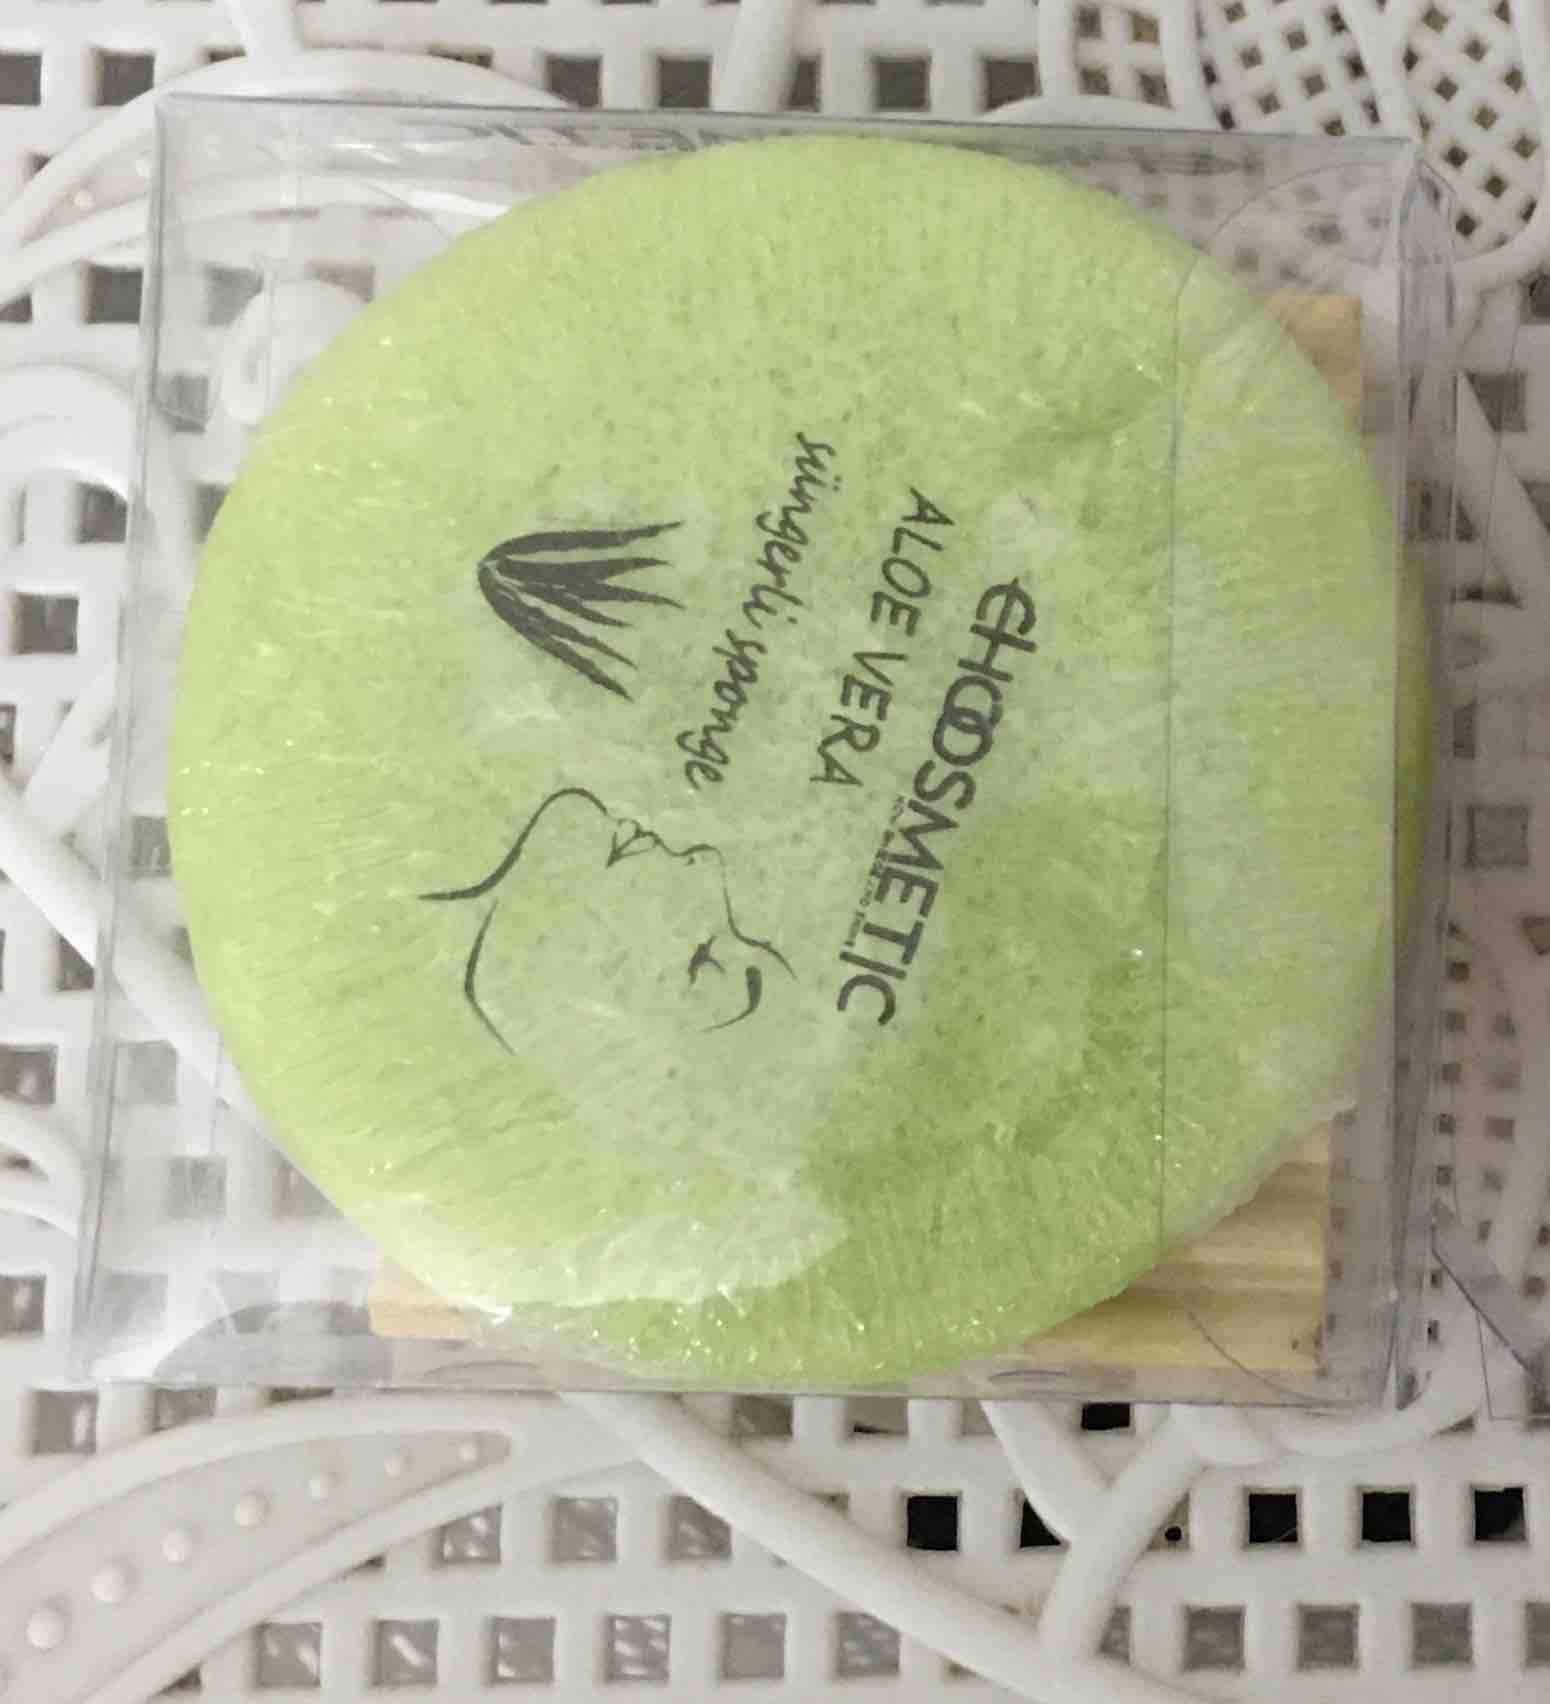 CHOOSMETIC
ALOE VERA
süngerli sponge